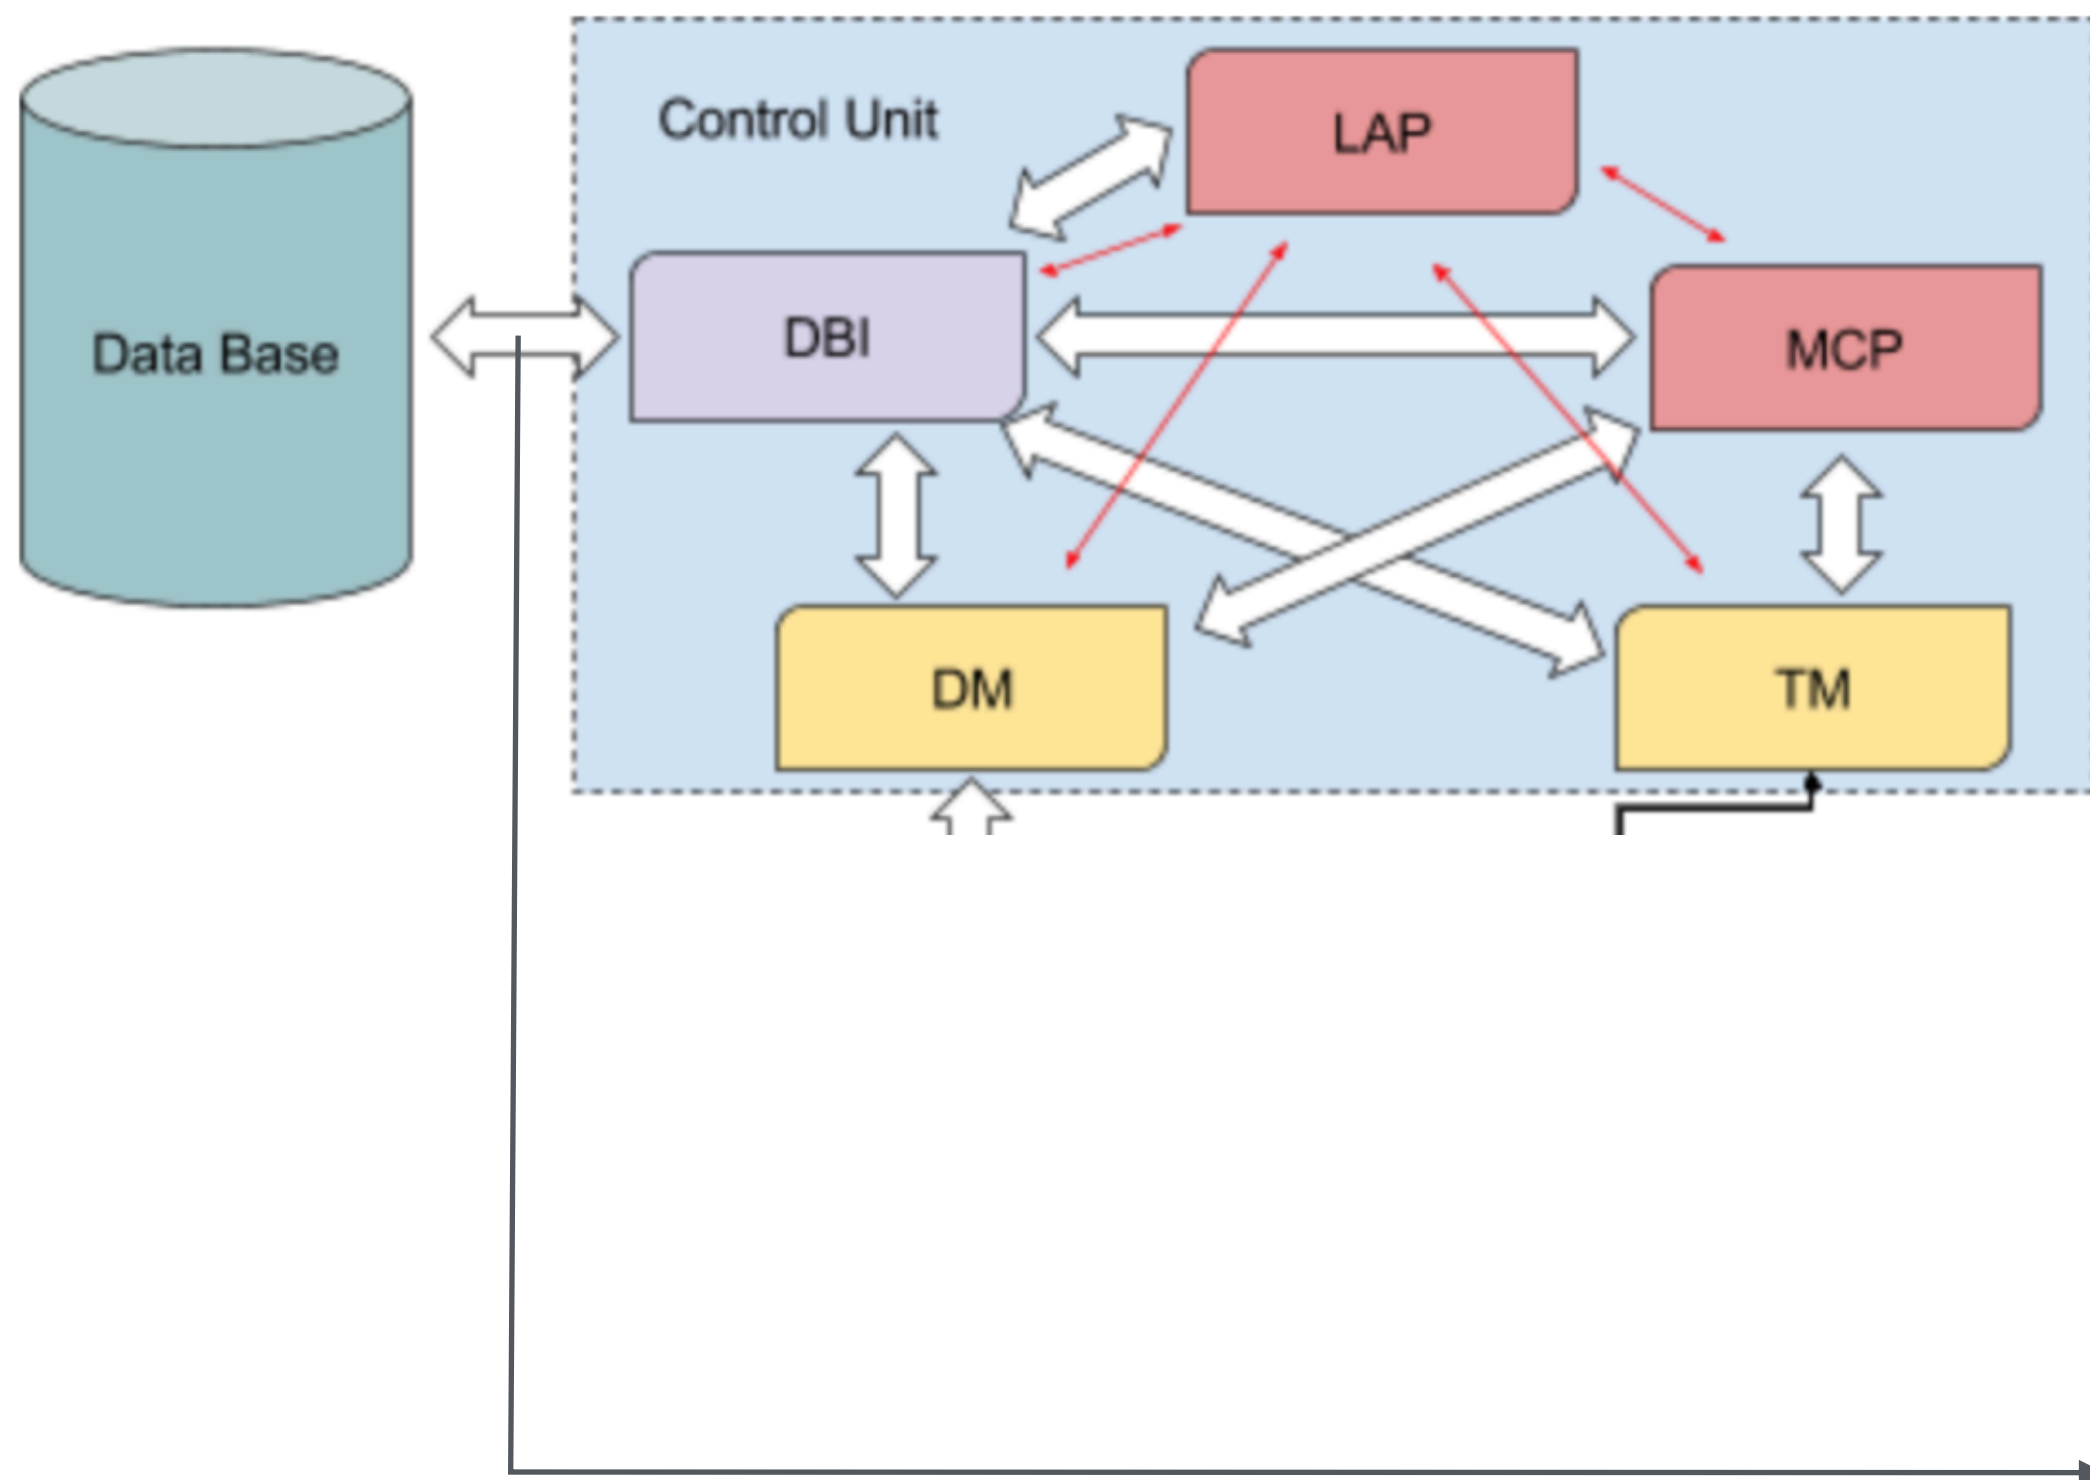 Control Unit
LAP
Data Base
DBI
MCP
DM
TM